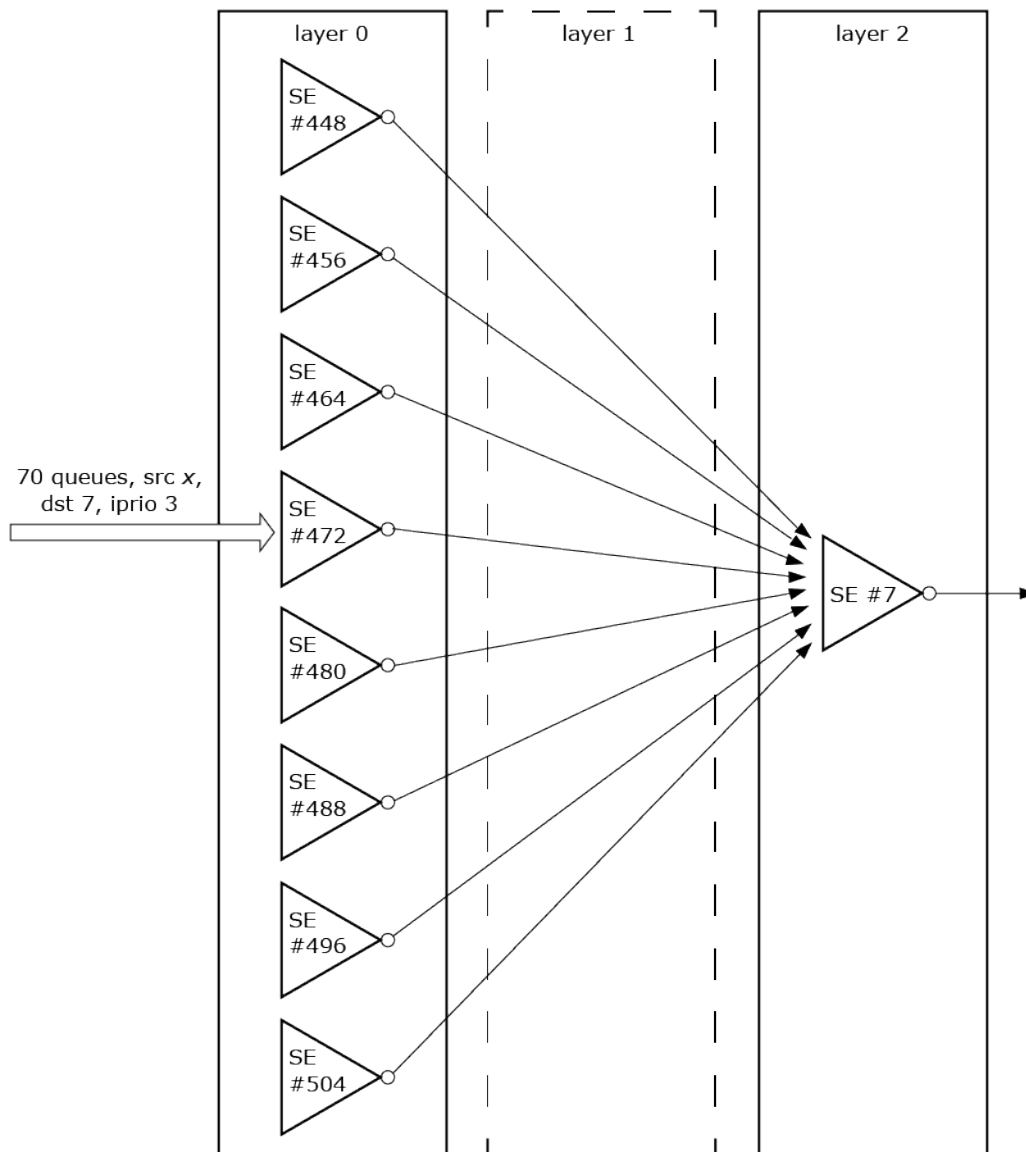 layer 0
layer 1
layer 2
SE
#448
SE
#456
SE
#464
70 queues, src x,
dst 7, iprio 3
SE
#472
SE #7
SE
#480
SE
#488
SE
#496
SE
#504